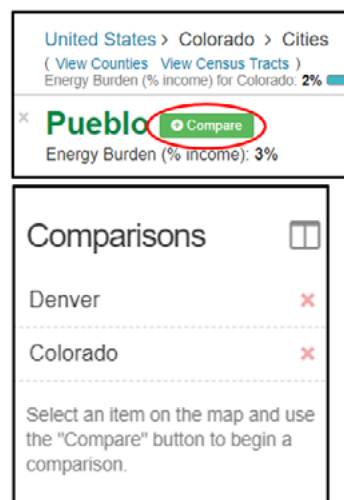 United States > Colorado > Cities
( View Counties View Census Tracts )
Energy Burden (% income) for Colorado: 2%
× Pueblo Compare
Energy Burden (% income): 3%
Comparisons
Denver ×
Colorado ×
Select an item on the map and use
the "Compare" button to begin a
comparison.